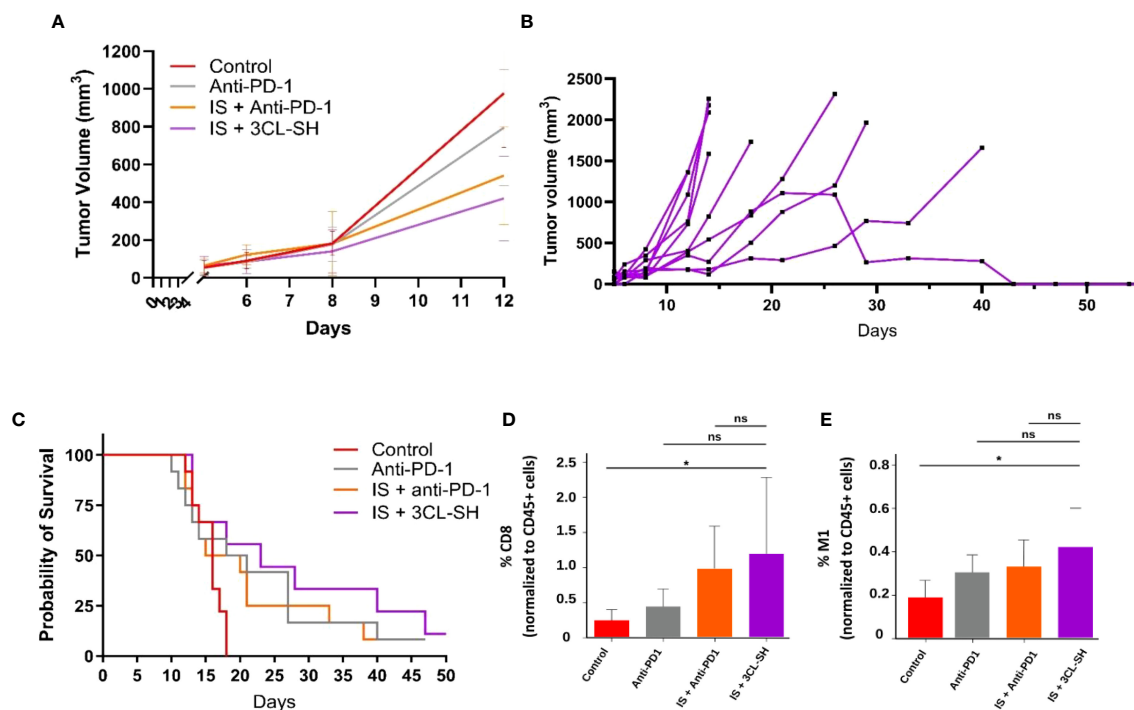 A
Tumor Volume (mm3)
1200
1000
800
600
400
200
0
Control
Anti-PD-1
IS + Anti-PD-1
IS + 3CL-SH
0 1 2 3 4 6 7 8 9 10 11 12
Days
B
Tumor volume (mm3)
2500
2000
1500
1000
500
0
10 20 30 40 50
Days
C
Probability of Survival
100
75
50
25
0
Control
Anti-PD-1
IS + anti-PD-1
IS + 3CL-SH
0 5 10 15 20 25 30 35 40 45 50
Days
D
% CD8
(normalized to CD45+ cells)
ns
ns
*
2.5
2.0
1.5
1.0
0.5
0
Control
Anti-PD1
IS + Anti-PD1
IS + 3CL-SH
E
% M1
(normalized to CD45+ cells)
ns
ns
*
0.8
0.6
0.4
0.2
0
Control
Anti-PD1
IS + Anti-PD1
IS + 3CL-SH